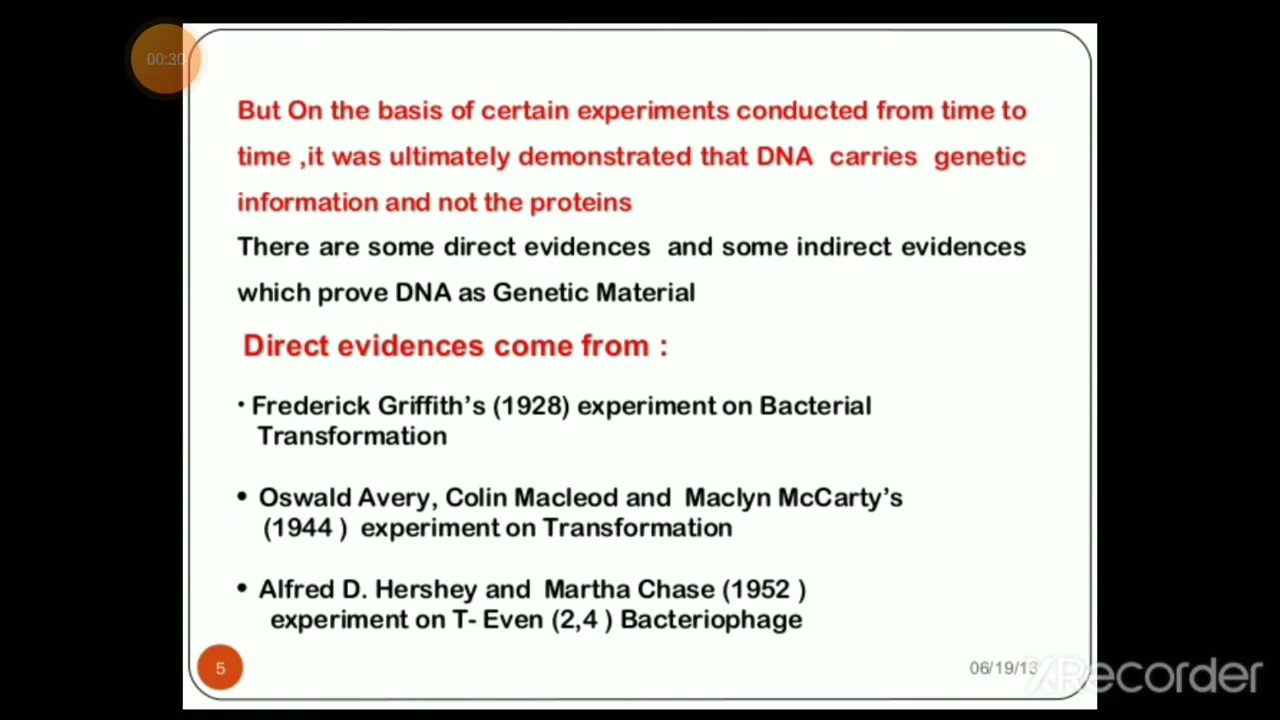 00:30
But On the basis of certain experiments conducted from time to
time ,it was ultimately demonstrated that DNA carries genetic
information and not the proteins
There are some direct evidences and some indirect evidences
which prove DNA as Genetic Material
Direct evidences come from :
• Frederick Griffith's (1928) experiment on Bacterial
Transformation
• Oswald Avery, Colin Macleod and Maclyn McCarty's
(1944 ) experiment on Transformation
• Alfred D. Hershey and Martha Chase (1952 )
experiment on T- Even (2,4 ) Bacteriophage
5
06/19/13
XRecorder